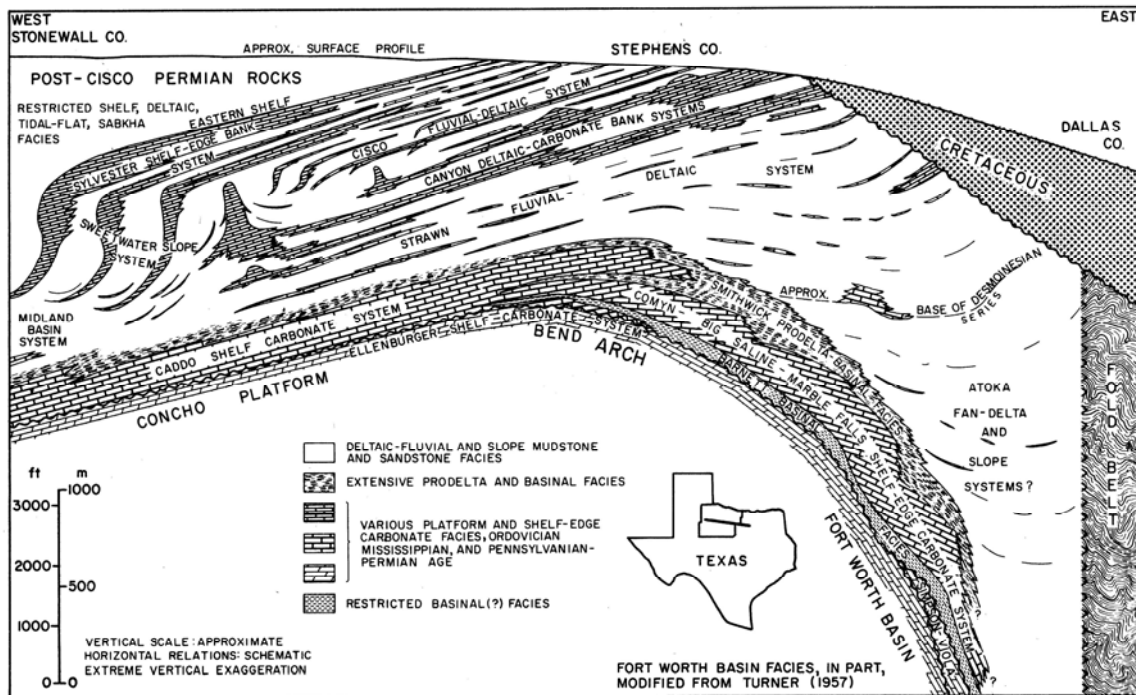 WEST
STONEWALL CO.
EAST
APPROX. SURFACE PROFILE
STEPHENS CO.
DALLAS
CO.
POST-CISCO PERMIAN ROCKS
RESTRICTED SHELF, DELTAIC,
TIDAL-FLAT, SABKHA
FACIES
EASTERN SHELF
SYLVESTER SHELF-EDGE BANK
SYSTEM
FLUVIAL-DELTAIC SYSTEM
CISCO
CANYON DELTAIC-CARBONATE BANK SYSTEMS
CRETACEOUS
DELTAIC
SYSTEM
FLUVIAL
STRAWN
SWEETWATER SLOPE
SYSTEM
MIDLAND
BASIN
SYSTEM
APPROX.
BASE OF DESMOINESIAN
SERIES
SMITHWICK PRODELTA-BASINAL FACIES
COMYN-BIG SALINE-MARBLE FALLS SHELF-EDGE CARBONATE SYSTEM
CADDO SHELF CARBONATE SYSTEM
ELLENBURGER SHELF-CARBONATE SYSTEMS
BARNETT BASINAL FACIES
BEND ARCH
CONCHO PLATFORM
ATOKA
FAN-DELTA
AND
SLOPE
SYSTEMS?
FOLD BELT
FORT WORTH BASIN
VIOLA
?
?
DELTAIC-FLUVIAL AND SLOPE MUDSTONE
AND SANDSTONE FACIES
EXTENSIVE PRODELTA AND BASINAL FACIES
VARIOUS PLATFORM AND SHELF-EDGE
CARBONATE FACIES, ORDOVICIAN
MISSISSIPPIAN, AND PENNSYLVANIAN-
PERMIAN AGE
RESTRICTED BASINAL(?) FACIES
ft m
3000 1000
2000
500
1000
0 0
VERTICAL SCALE: APPROXIMATE
HORIZONTAL RELATIONS: SCHEMATIC
EXTREME VERTICAL EXAGGERATION
TEXAS
FORT WORTH BASIN FACIES, IN PART,
MODIFIED FROM TURNER (1957)